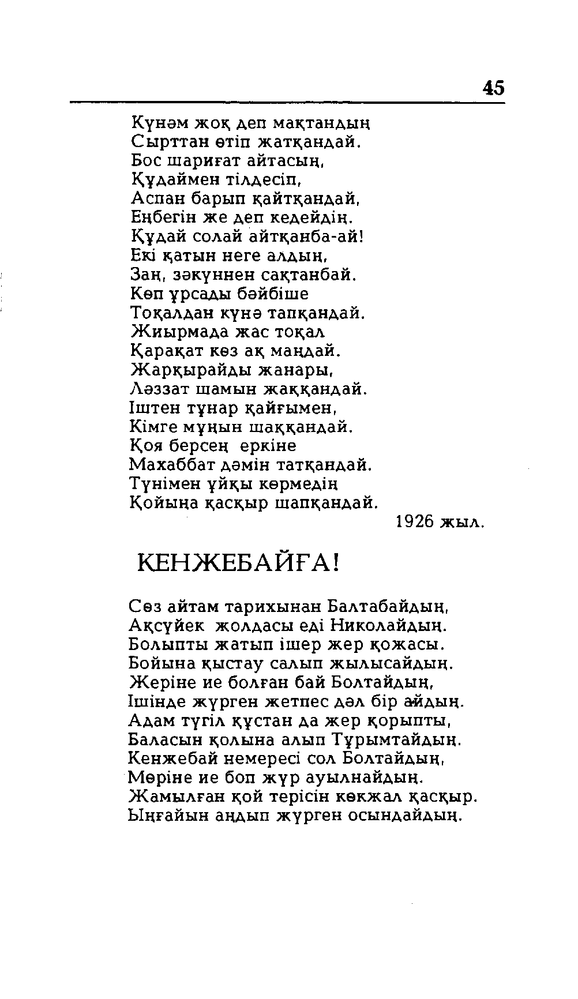 45
Күнәм жоқ деп мақтандың
Сырттан өтіп жатқандай.
Бос шариғат айтасың,
Құдаймен тілдесіп,
Аспан барып қайтқандай,
Еңбегін же деп кедейдің.
Құдай солай айтқанба-ай!
Екі қатын неге алдың,
Заң, зәкүннен сақтанбай.
Көп ұрсады бәйбіше
Тоқалдан күнә тапқандай.
Жиырмада жас тоқал
Қарақат көз ақ маңдай.
Жарқырайды жанары,
Ләззат шамын жаққандай.
Іштен тұнар қайғымен,
Кімге мұңын шаққандай.
Қоя берсең еркіне
Махаббат дәмін татқандай.
Түнімен ұйқы көрмедің
Қойыңа қасқыр шапқандай.
1926 жыл.
КЕНЖЕБАЙҒА!
Сөз айтам тарихынан Балтабайдың,
Ақсүйек жолдасы еді Николайдың.
Болыпты жатып ішер жер қожасы.
Бойына қыстау салып жылысайдың.
Жеріне ие болған бай Болтайдың,
Ішінде жүрген жетпес дәл бір айдың.
Адам түгіл құстан да жер қорыпты,
Баласын қолына алып Тұрымтайдың.
Кенжебай немересі сол Болтайдың,
Мөріне ие боп жүр ауылнайдың.
Жамылған қой терісін көкжал қасқыр.
Ыңғайын аңдып жүрген осындайдың.